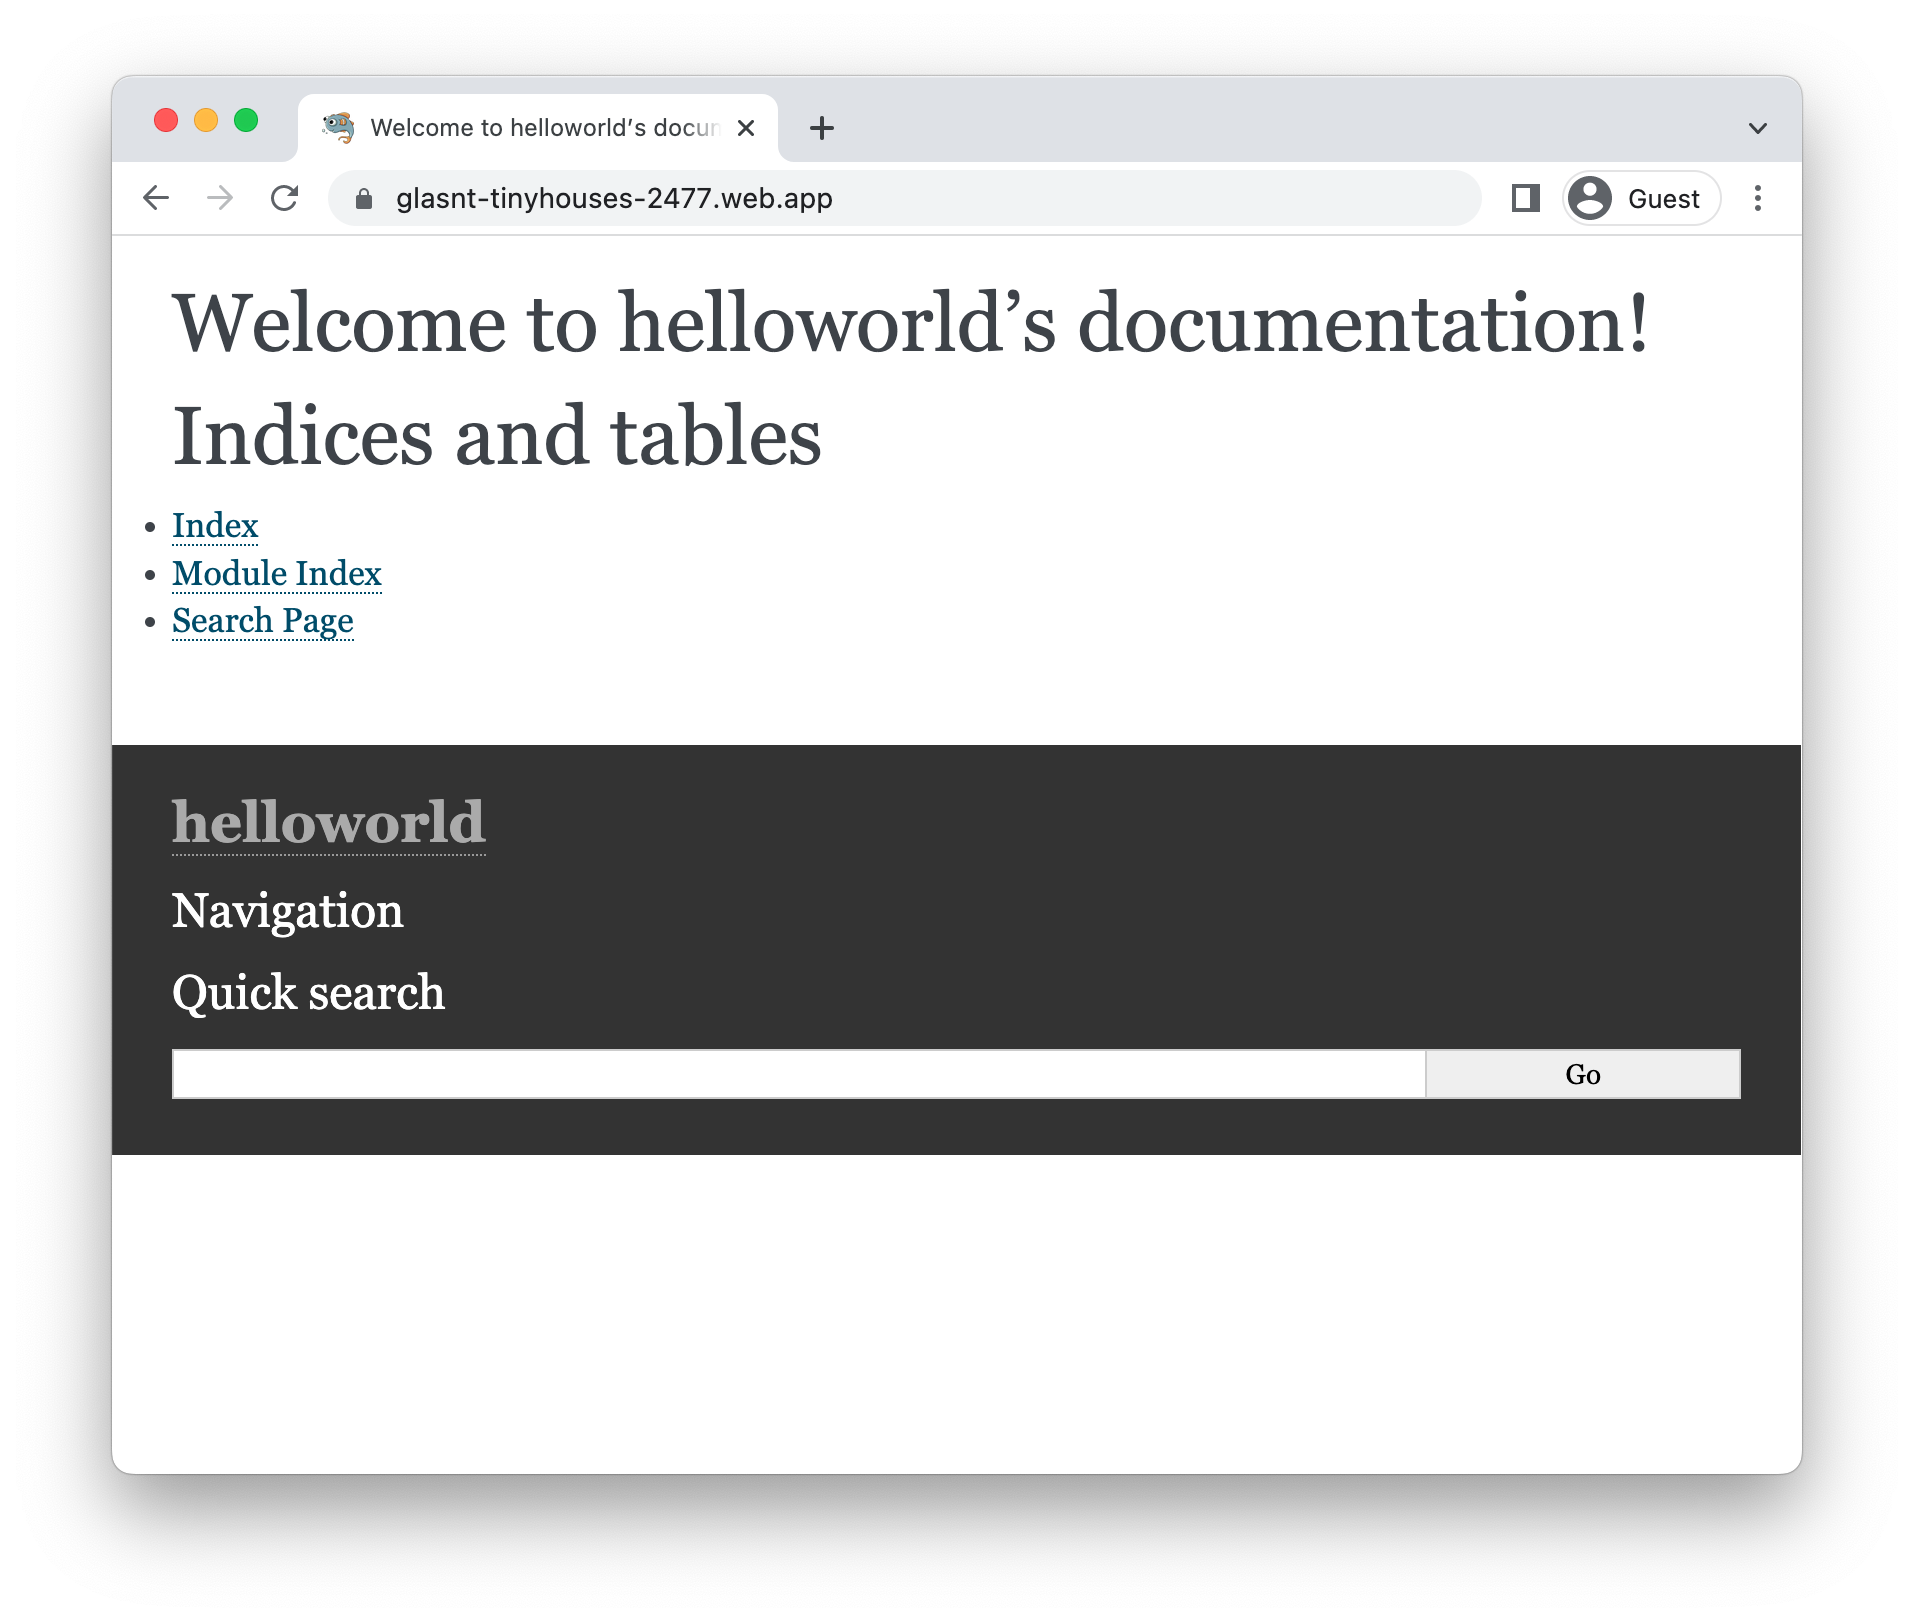 Welcome to helloworld's docum
glasnt-tinyhouses-2477.web.app
Guest
Welcome to helloworld’s documentation!
Indices and tables
Index
Module Index
Search Page
helloworld
Navigation
Quick search
Go